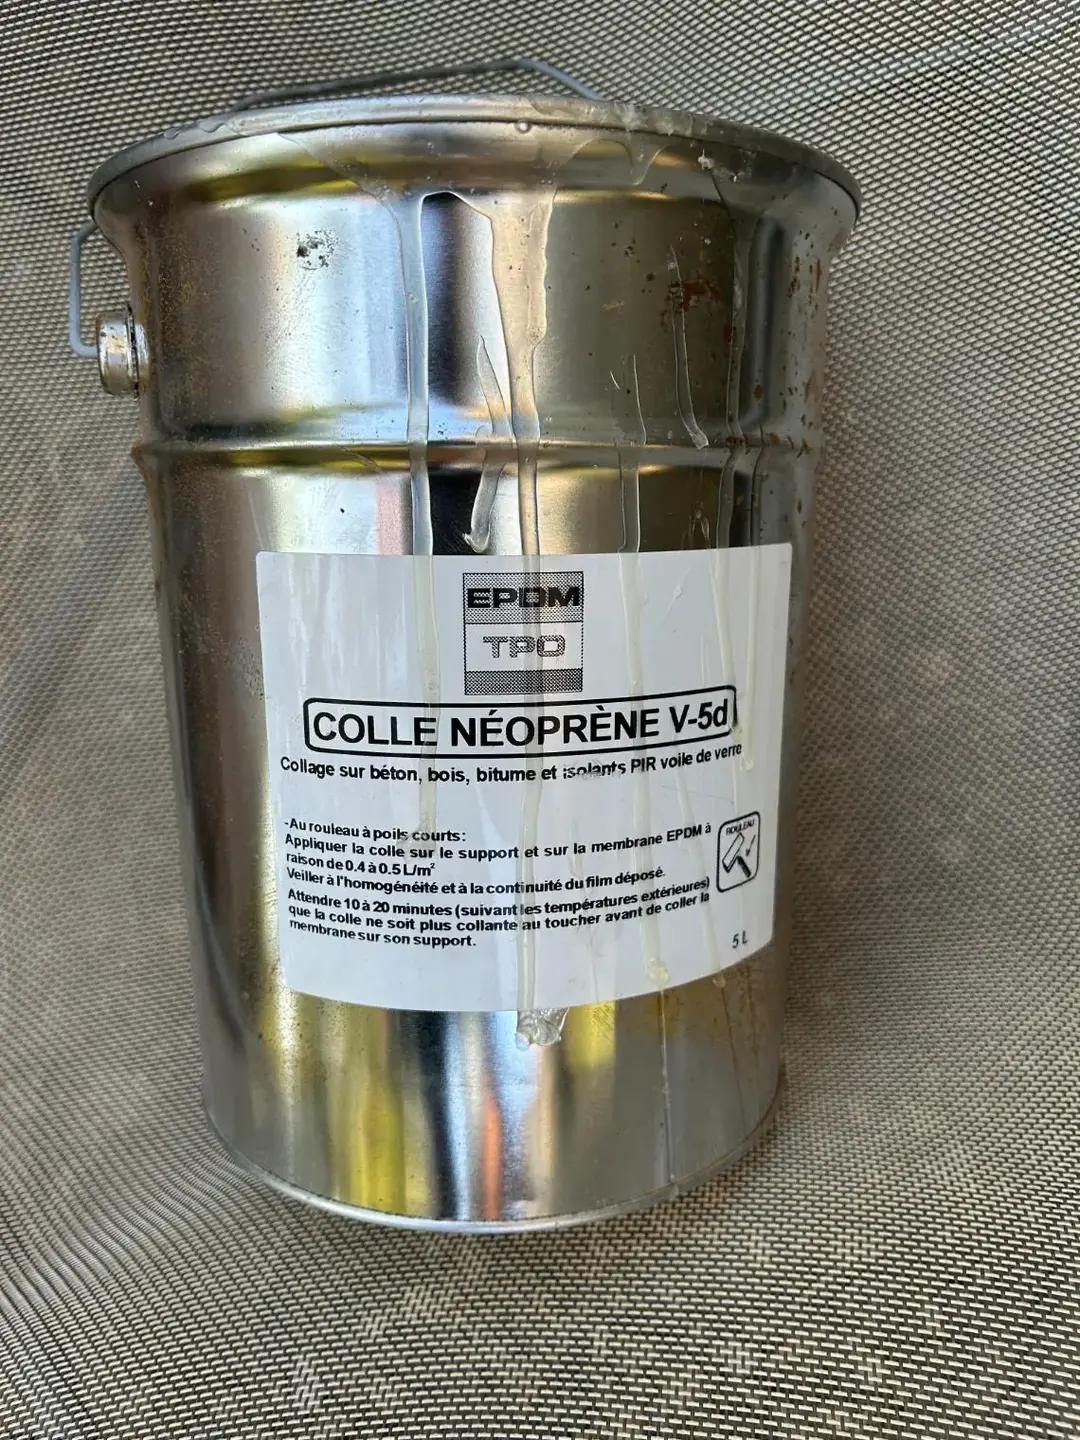 EPDM
TPO
COLLE NÉOPRÈNE V-5d
Collage sur béton, bois, bitume et isolants PIR voile de verre
-Au rouleau à poils courts:
Appliquer la colle sur le support et sur la membrane EPDM à
raison de 0.4 à 0.5 L/m²
Veiller à l'homogénéité et à la continuité du film déposé.
Attendre 10 à 20 minutes (suivant les températures extérieures)
que la colle ne soit plus collante au toucher avant de coller la
membrane sur son support.
ROULEAU
5 L